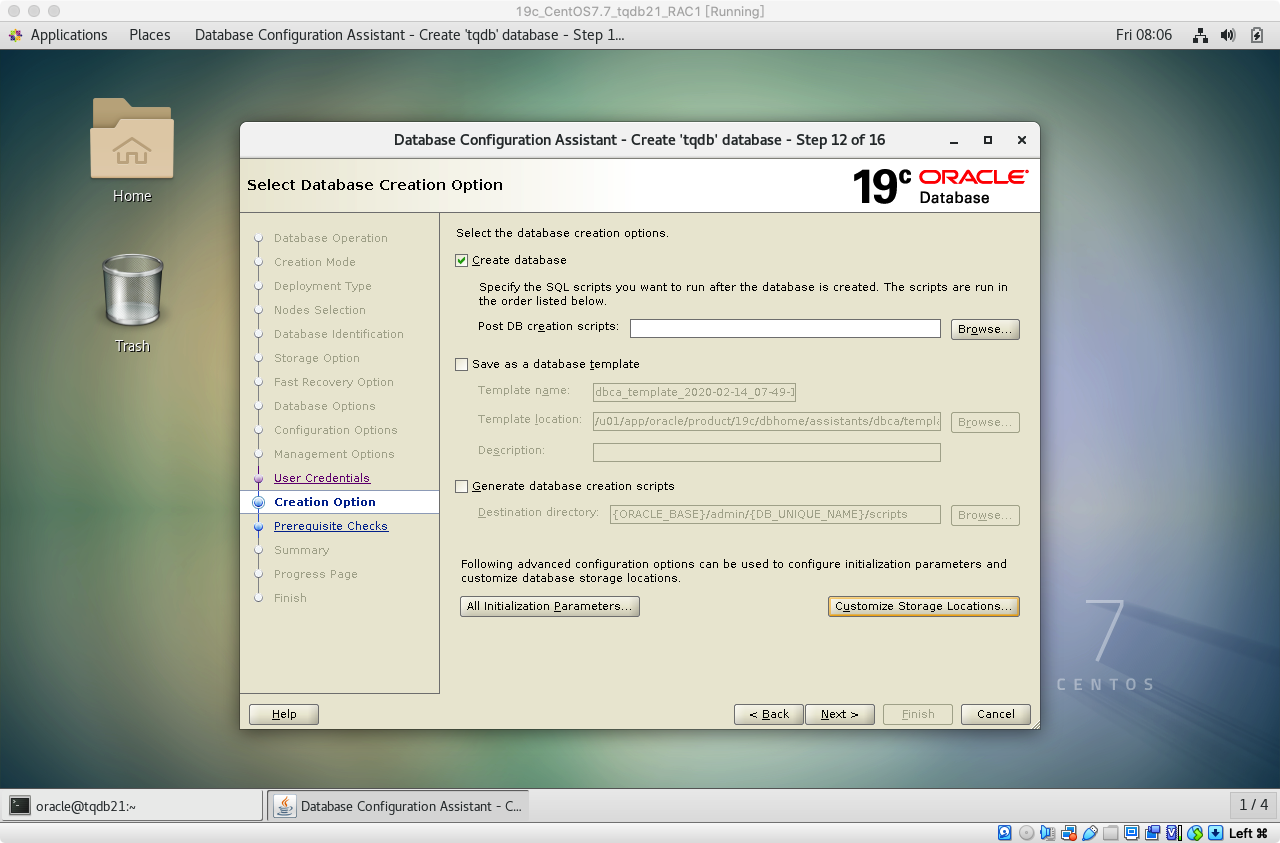 19c_CentOS7.7_tqdb21_RAC1 [Running]
Applications Places Database Configuration Assistant - Create 'tqdb' database - Step 1... Fri 08:06
Home
Trash
Database Configuration Assistant - Create 'tqdb' database - Step 12 of 16
Select Database Creation Option
19c ORACLE
Database
Database Operation
Creation Mode
Deployment Type
Nodes Selection
Database Identification
Storage Option
Fast Recovery Option
Database Options
Configuration Options
Management Options
User Credentials
Creation Option
Prerequisite Checks
Summary
Progress Page
Finish
Select the database creation options.
Create database
Specify the SQL scripts you want to run after the database is created. The scripts are run in
the order listed below.
Post DB creation scripts: Browse...
Save as a database template
Template name: dbca_template_2020-02-14_07-49-1
Template location: /u01/app/oracle/product/19c/dbhome/assistants/dbca/templa Browse...
Description:
Generate database creation scripts
Destination directory: {ORACLE_BASE}/admin/{DB_UNIQUE_NAME}/scripts Browse...
Following advanced configuration options can be used to configure initialization parameters and
customize database storage locations.
All Initialization Parameters... Customize Storage Locations...
Help < Back Next > Finish Cancel
7
CENTOS
oracle@tqdb21:~ Database Configuration Assistant - C... 1 / 4
Left ⌘